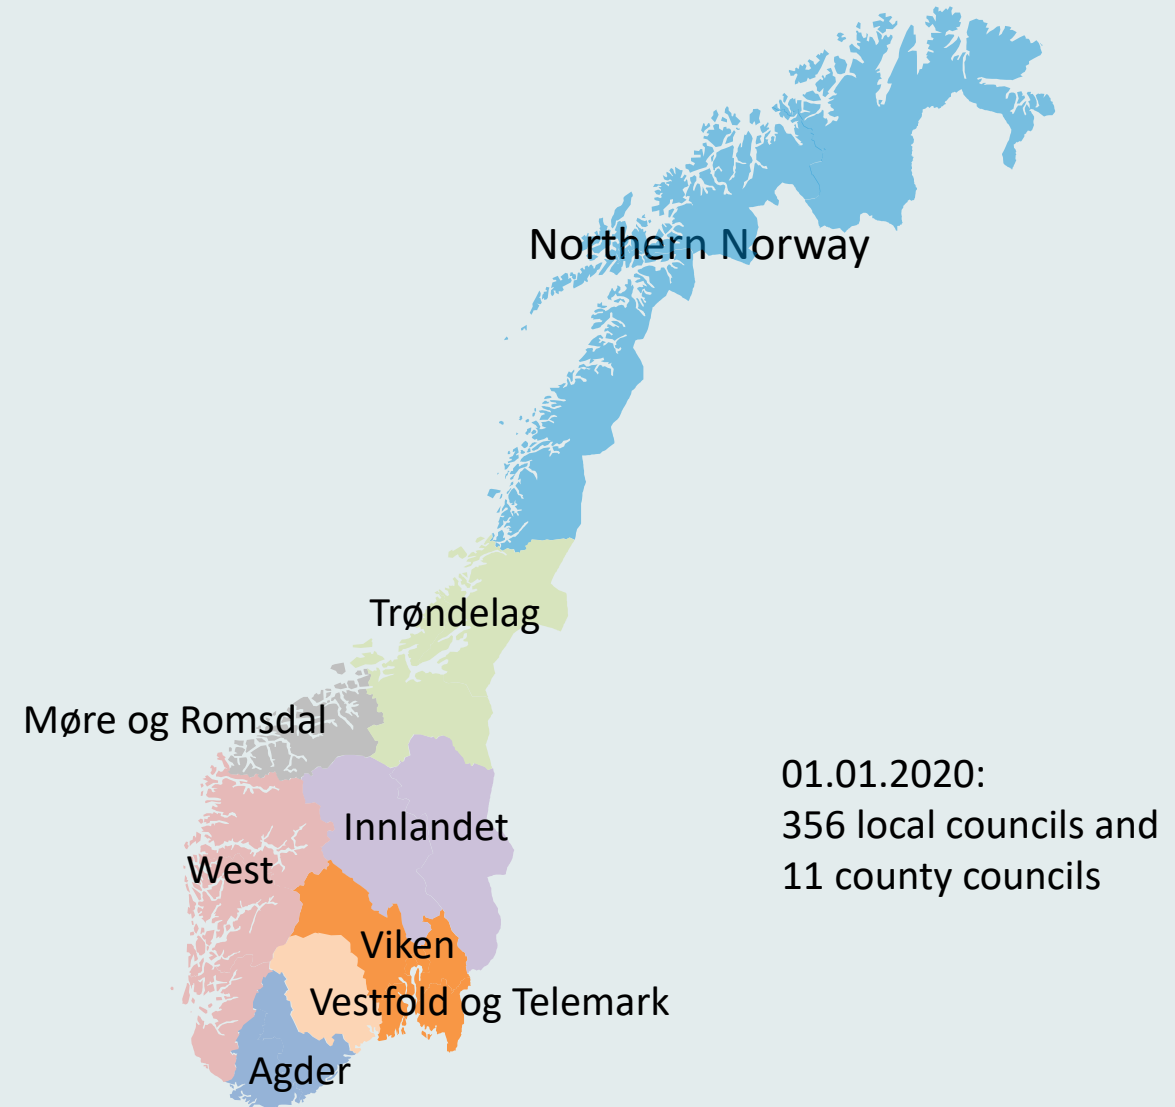 Northern Norway
Trøndelag
Møre og Romsdal
01.01.2020:
356 local councils and
11 county councils
Innlandet
West
Viken
Vestfold og Telemark
Agder